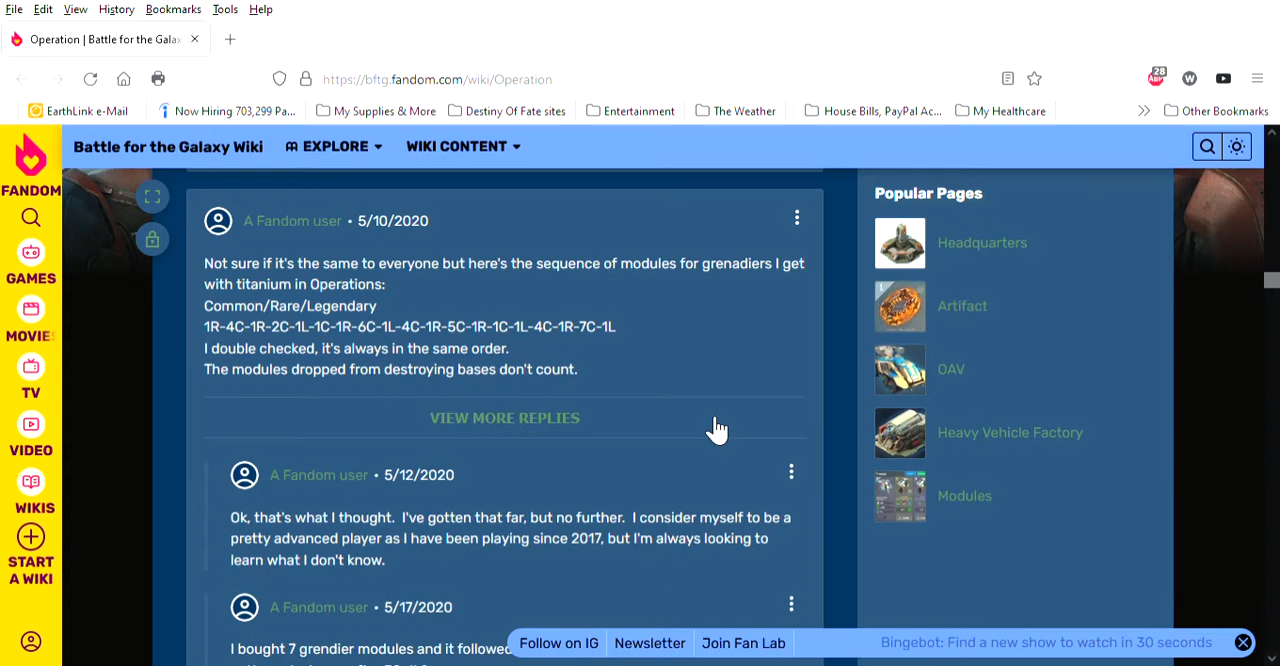 File Edit View History Bookmarks Tools Help
Operation | Battle for the Gala
https://bftg.fandom.com/wiki/Operation
28
EarthLink e-Mail Now Hiring 703,299 Pa... My Supplies & More Destiny Of Fate sites Entertainment The Weather House Bills, PayPal Ac... My Healthcare Other Bookmarks
Battle for the Galaxy Wiki EXPLORE WIKI CONTENT
FANDOM
GAMES
MOVIES
TV
VIDEO
WIKIS
START
A WIKI
A Fandom user • 5/10/2020
Not sure if it's the same to everyone but here's the sequence of modules for grenadiers I get
with titanium in Operations:
Common/Rare/Legendary
1R-4C-1R-2C-1L-1C-1R-6C-1L-4C-1R-5C-1R-1C-1L-4C-1R-7C-1L
I double checked, it's always in the same order.
The modules dropped from destroying bases don't count.
VIEW MORE REPLIES
A Fandom user • 5/12/2020
Ok, that's what I thought. I've gotten that far, but no further. I consider myself to be a
pretty advanced player as I have been playing since 2017, but I'm always looking to
learn what I don't know.
A Fandom user • 5/17/2020
I bought 7 grendier modules and it followed
Popular Pages
Headquarters
1
Artifact
OAV
Heavy Vehicle Factory
Modules
Follow on IG Newsletter Join Fan Lab Bingebot: Find a new show to watch in 30 seconds